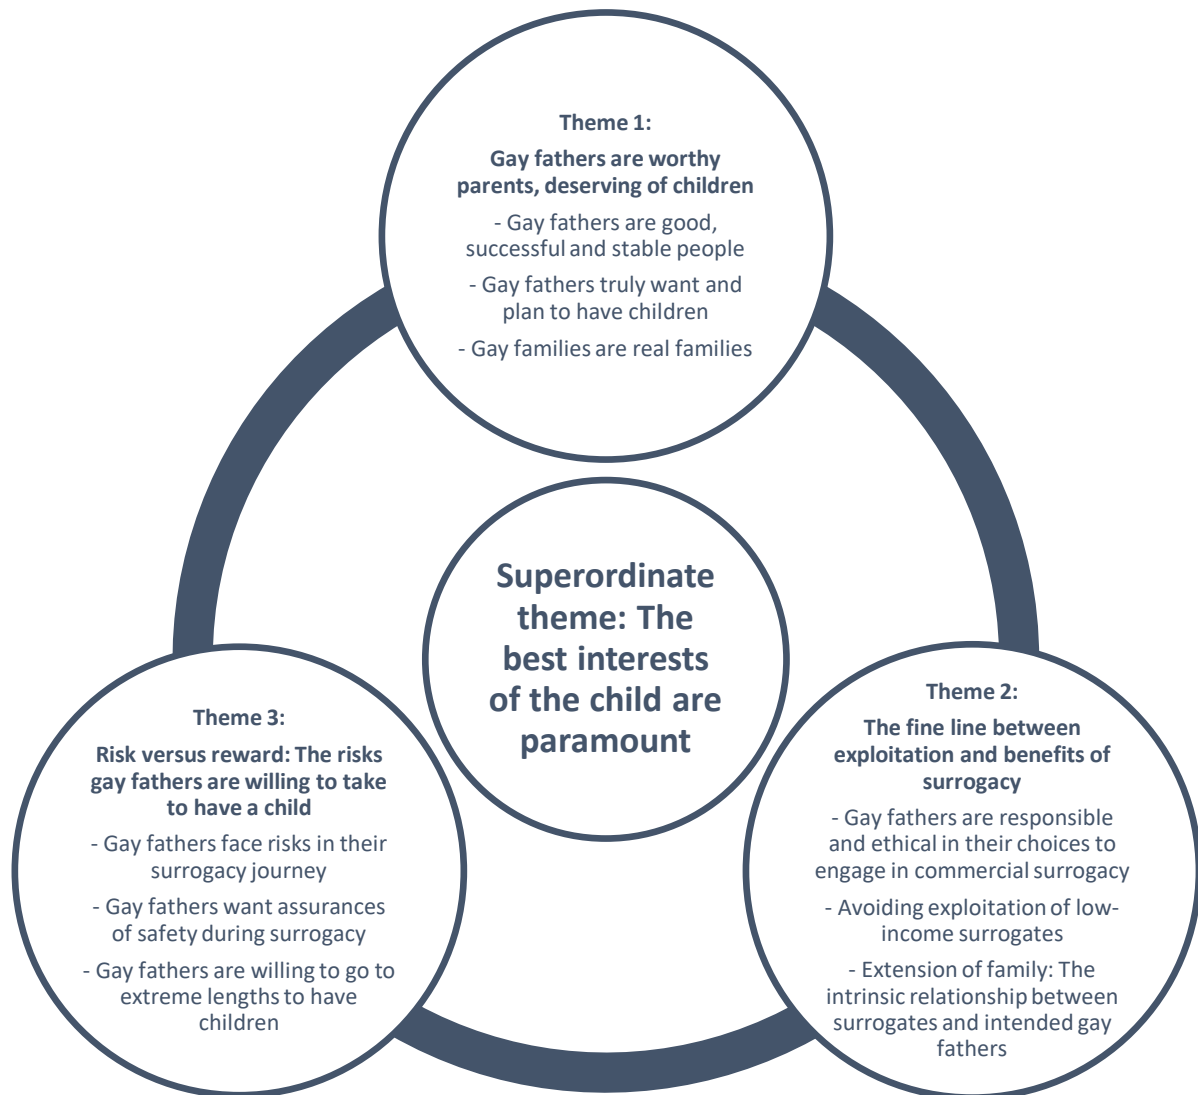 Theme 1:
Gay fathers are worthy
parents, deserving of children
- Gay fathers are good,
successful and stable people
- Gay fathers truly want and
plan to have children
- Gay families are real families
Superordinate
theme: The
best interests
of the child are
paramount
Theme 2:
The fine line between
exploitation and benefits of
surrogacy
- Gay fathers are responsible
and ethical in their choices to
engage in commercial surrogacy
- Avoiding exploitation of low-
income surrogates
- Extension of family: The
intrinsic relationship between
surrogates and intended gay
fathers
Theme 3:
Risk versus reward: The risks
gay fathers are willing to take
to have a child
- Gay fathers face risks in their
surrogacy journey
- Gay fathers want assurances
of safety during surrogacy
- Gay fathers are willing to go to
extreme lengths to have
children